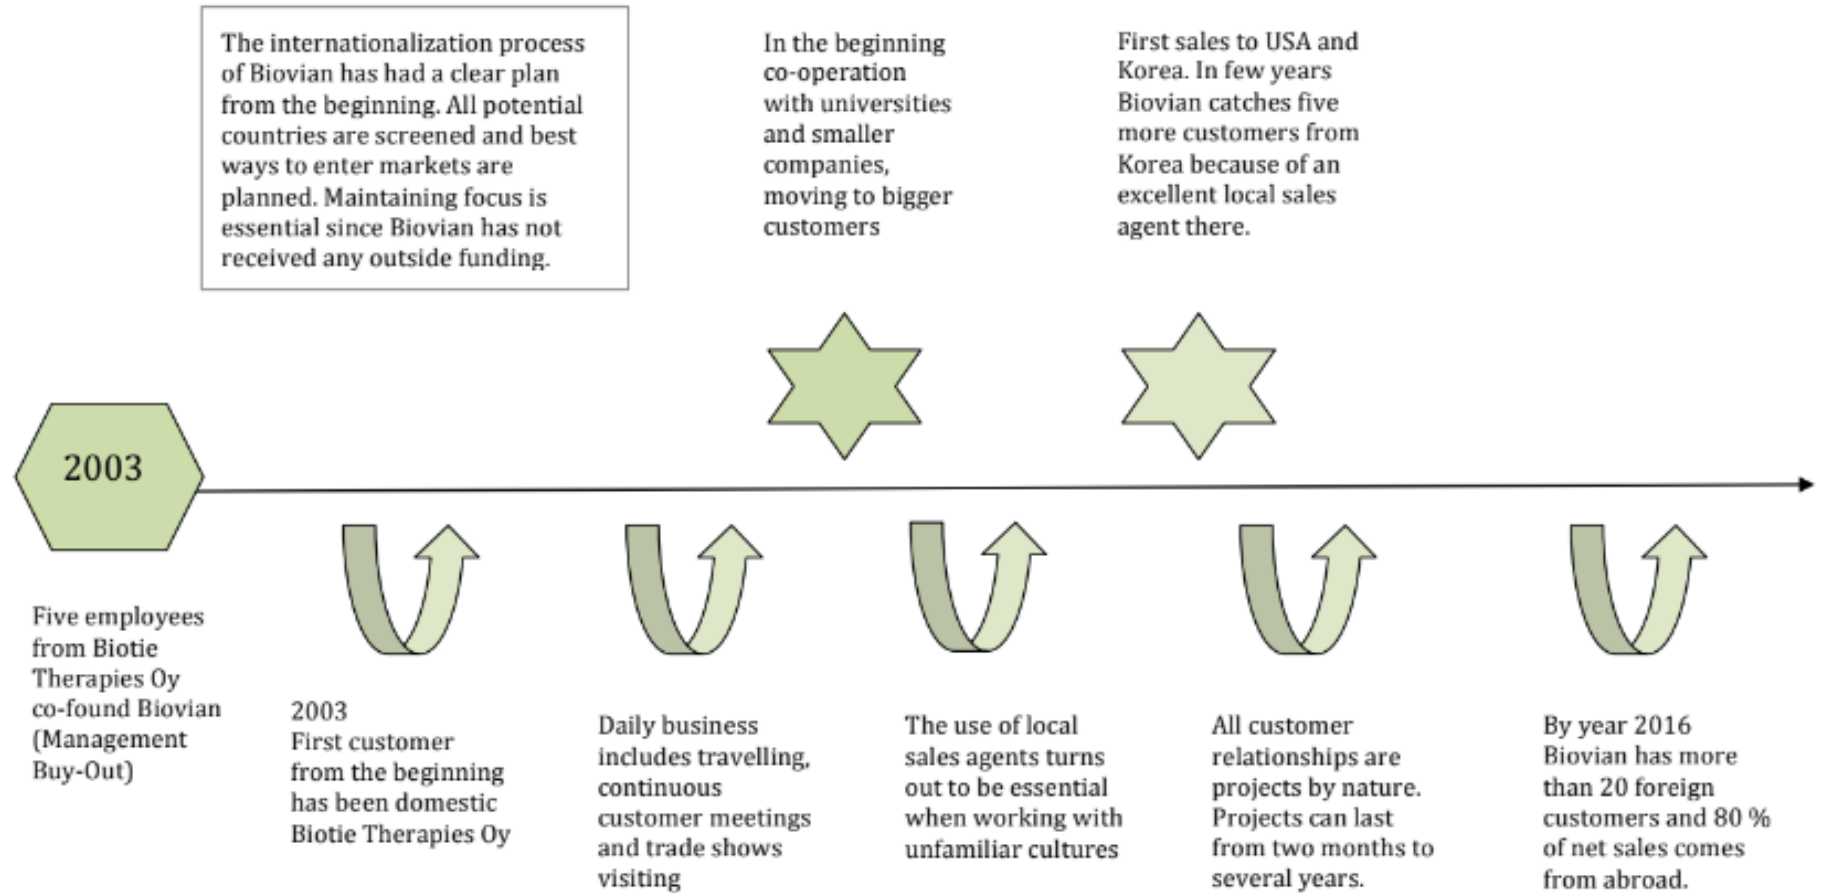 The internationalization process
of Biovian has had a clear plan
from the beginning. All potential
countries are screened and best
ways to enter markets are
planned. Maintaining focus is
essential since Biovian has not
received any outside funding.
In the beginning
co-operation
with universities
and smaller
companies,
moving to bigger
customers
First sales to USA and
Korea. In few years
Biovian catches five
more customers from
Korea because of an
excellent local sales
agent there.
2003
Five employees
from Biotie
Therapies Oy
co-found Biovian
(Management
Buy-Out)
2003
First customer
from the beginning
has been domestic
Biotie Therapies Oy
Daily business
includes travelling,
continuous
customer meetings
and trade shows
visiting
The use of local
sales agents turns
out to be essential
when working with
unfamiliar cultures
All customer
relationships are
projects by nature.
Projects can last
from two months to
several years.
By year 2016
Biovian has more
than 20 foreign
customers and 80 %
of net sales comes
from abroad.